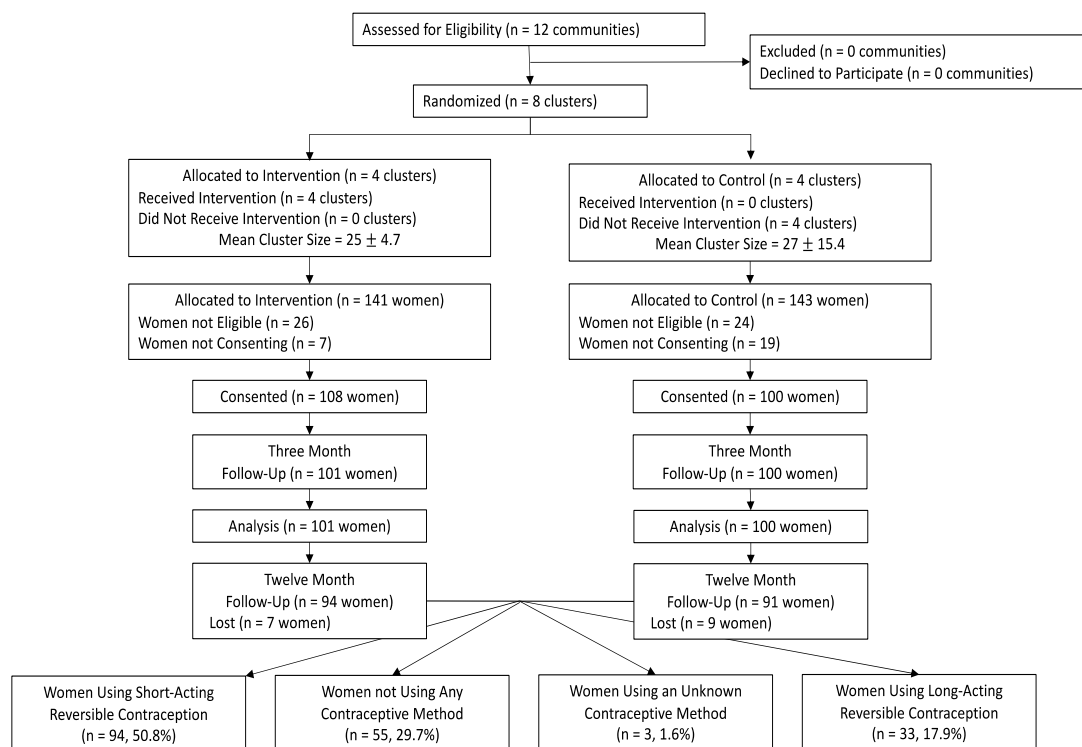 Assessed for Eligibility (n = 12 communities)
Excluded (n = 0 communities)
Declined to Participate (n = 0 communities)
Randomized (n = 8 clusters)
Allocated to Intervention (n = 4 clusters)
Received Intervention (n = 4 clusters)
Did Not Receive Intervention (n = 0 clusters)
Mean Cluster Size = 25 ± 4.7
Allocated to Control (n = 4 clusters)
Received Intervention (n = 0 clusters)
Did Not Receive Intervention (n = 4 clusters)
Mean Cluster Size = 27 ± 15.4
Allocated to Intervention (n = 141 women)
Women not Eligible (n = 26)
Women not Consenting (n = 7)
Allocated to Control (n = 143 women)
Women not Eligible (n = 24)
Women not Consenting (n = 19)
Consented (n = 108 women)
Consented (n = 100 women)
Three Month
Follow-Up (n = 101 women)
Three Month
Follow-Up (n = 100 women)
Analysis (n = 101 women)
Analysis (n = 100 women)
Twelve Month
Follow-Up (n = 94 women)
Lost (n = 7 women)
Twelve Month
Follow-Up (n = 91 women)
Lost (n = 9 women)
Women Using Short-Acting
Reversible Contraception
(n = 94, 50.8%)
Women not Using Any
Contraceptive Method
(n = 55, 29.7%)
Women Using an Unknown
Contraceptive Method
(n = 3, 1.6%)
Women Using Long-Acting
Reversible Contraception
(n = 33, 17.9%)